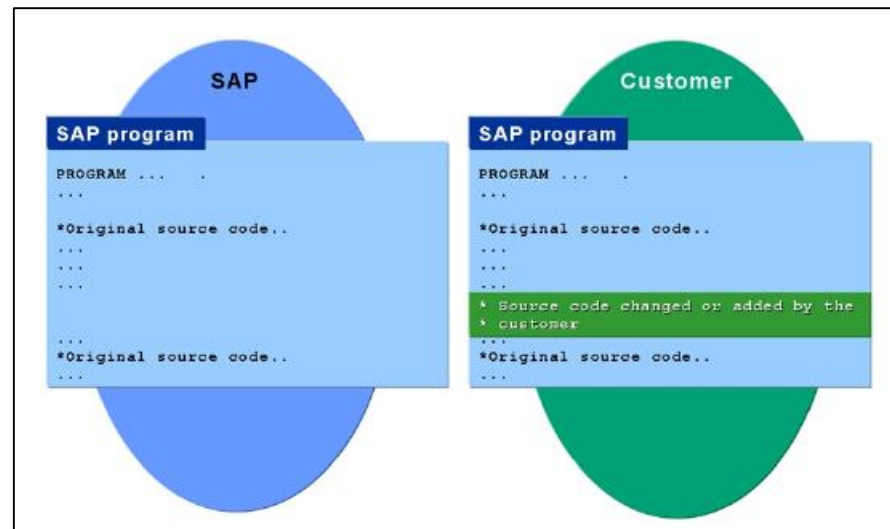 SAP
SAP program
PROGRAM ... .
...
*Original source code..
...
...
...
...
*Original source code..
...
Customer
SAP program
PROGRAM ... .
...
*Original source code..
...
...
...
* Source code changed or added by the
* customer
...
*Original source code..
...